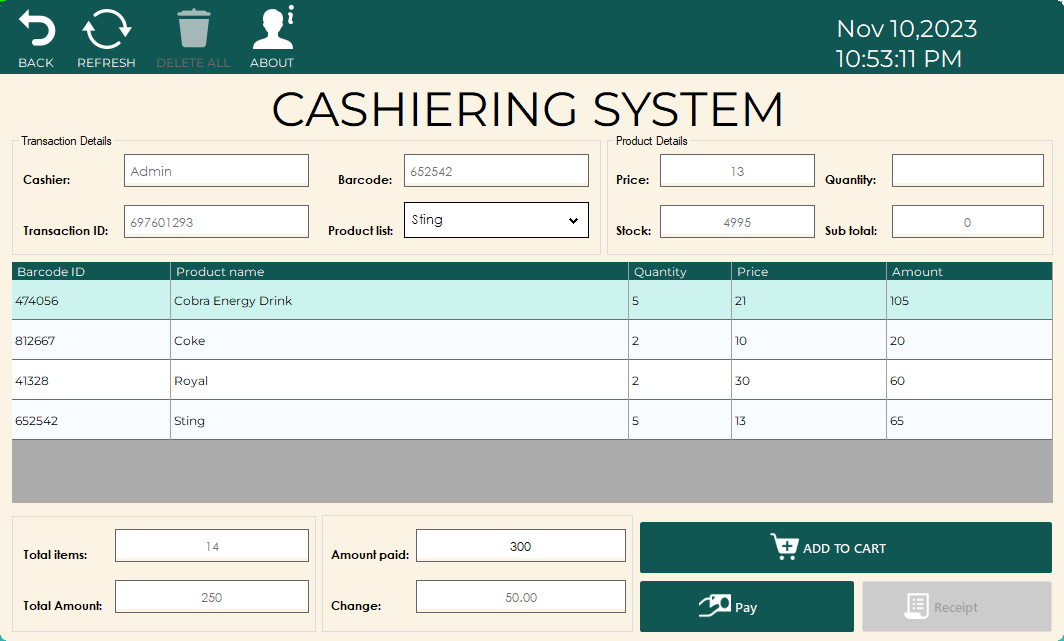 BACK REFRESH DELETE ALL ABOUT
Nov 10,2023
10:53:11 PM
CASHIERING SYSTEM
Transaction Details
Cashier: Admin Barcode: 652542
Transaction ID: 697601293 Product list: Sting
Product Details
Price: 13 Quantity:
Stock: 4995 Sub total: 0
Barcode ID Product name Quantity Price Amount
474056 Cobra Energy Drink 5 21 105
812667 Coke 2 10 20
41328 Royal 2 30 60
652542 Sting 5 13 65
Total items: 14 Amount paid: 300
Total Amount: 250 Change: 50.00
ADD TO CART
Pay Receipt